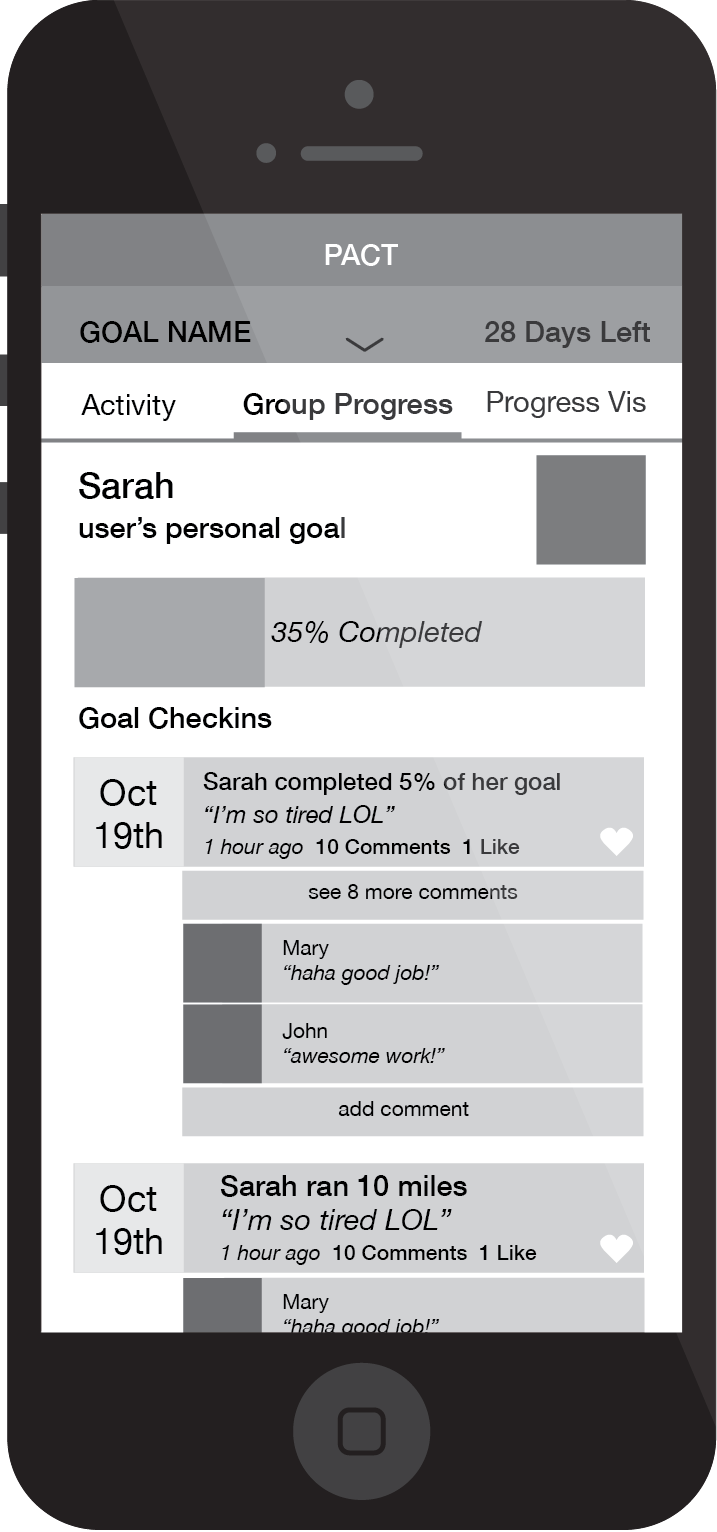 PACT
GOAL NAME 28 Days Left
Activity Group Progress Progress Vis
Sarah
user’s personal goal
35% Completed
Goal Checkins
Oct
19th
Sarah completed 5% of her goal
“I’m so tired LOL”
1 hour ago 10 Comments 1 Like
see 8 more comments
Mary
“haha good job!”
John
“awesome work!”
add comment
Oct
19th
Sarah ran 10 miles
“I’m so tired LOL”
1 hour ago 10 Comments 1 Like
Mary
“haha good job!”